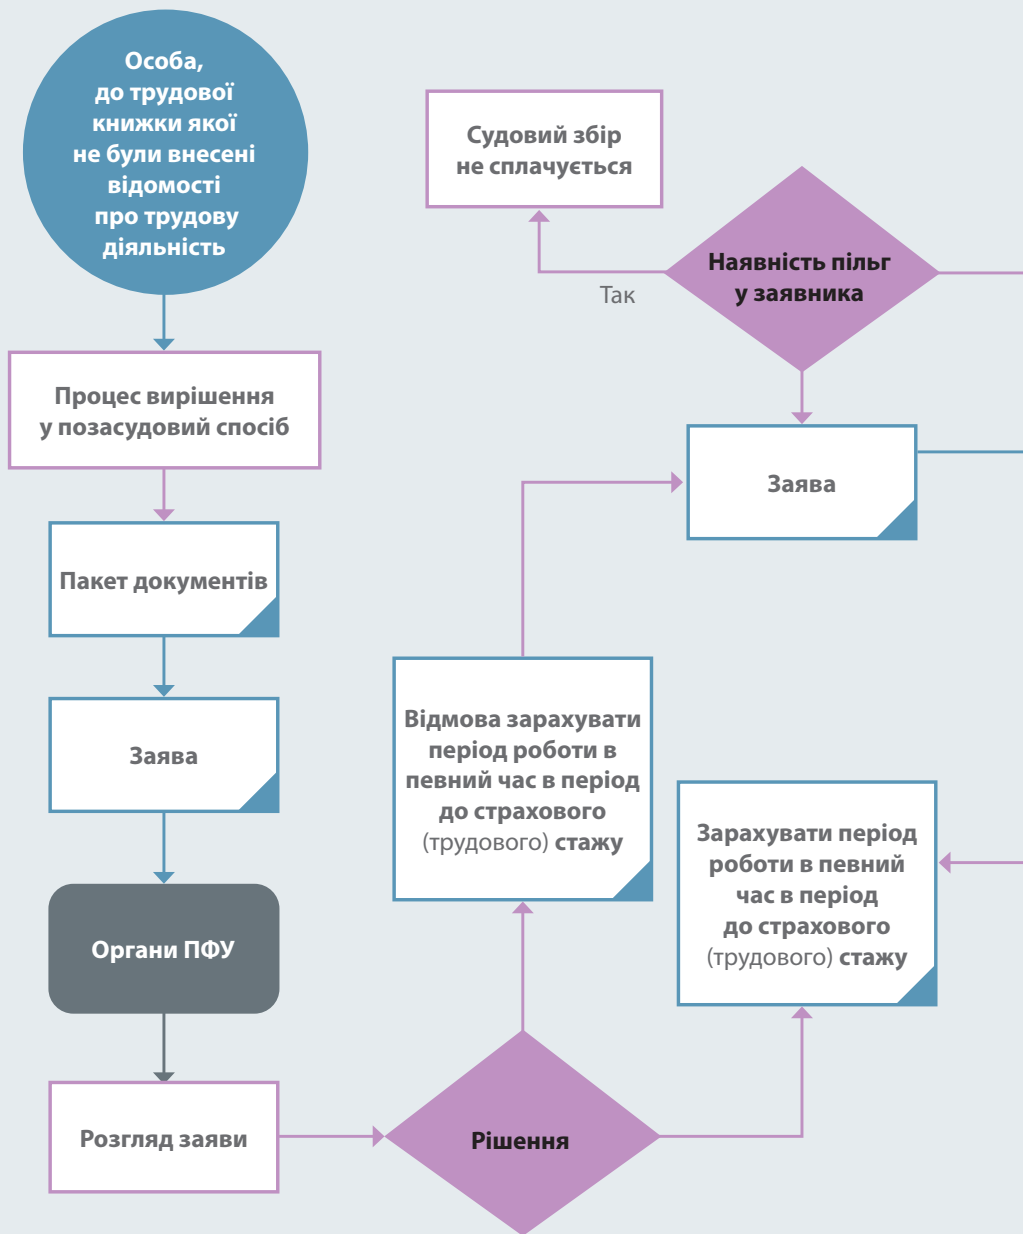 Особа,
до трудової
книжки якої
не були внесені
відомості
про трудову
діяльність
Процес вирішення
у позасудовий спосіб
Пакет документів
Заява
Органи ПФУ
Розгляд заяви
Рішення
Відмова зарахувати
період роботи в
певний час в період
до страхового
(трудового) стажу
Зарахувати період
роботи в певний
час в період
до страхового
(трудового) стажу
Заява
Наявність пільг
у заявника
Так
Судовий збір
не сплачується